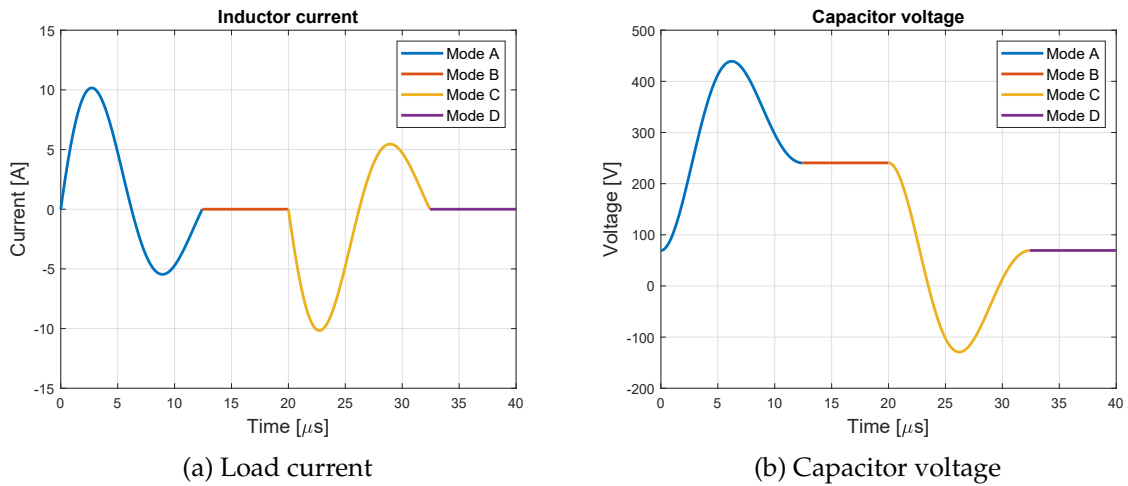 Inductor current
15
10
5
0
-5
-10
-15
Current [A]
0 5 10 15 20 25 30 35 40
Time [μs]
Mode A
Mode B
Mode C
Mode D
(a) Load current
Capacitor voltage
500
400
300
200
100
0
-100
-200
Voltage [V]
0 5 10 15 20 25 30 35 40
Time [μs]
Mode A
Mode B
Mode C
Mode D
(b) Capacitor voltage